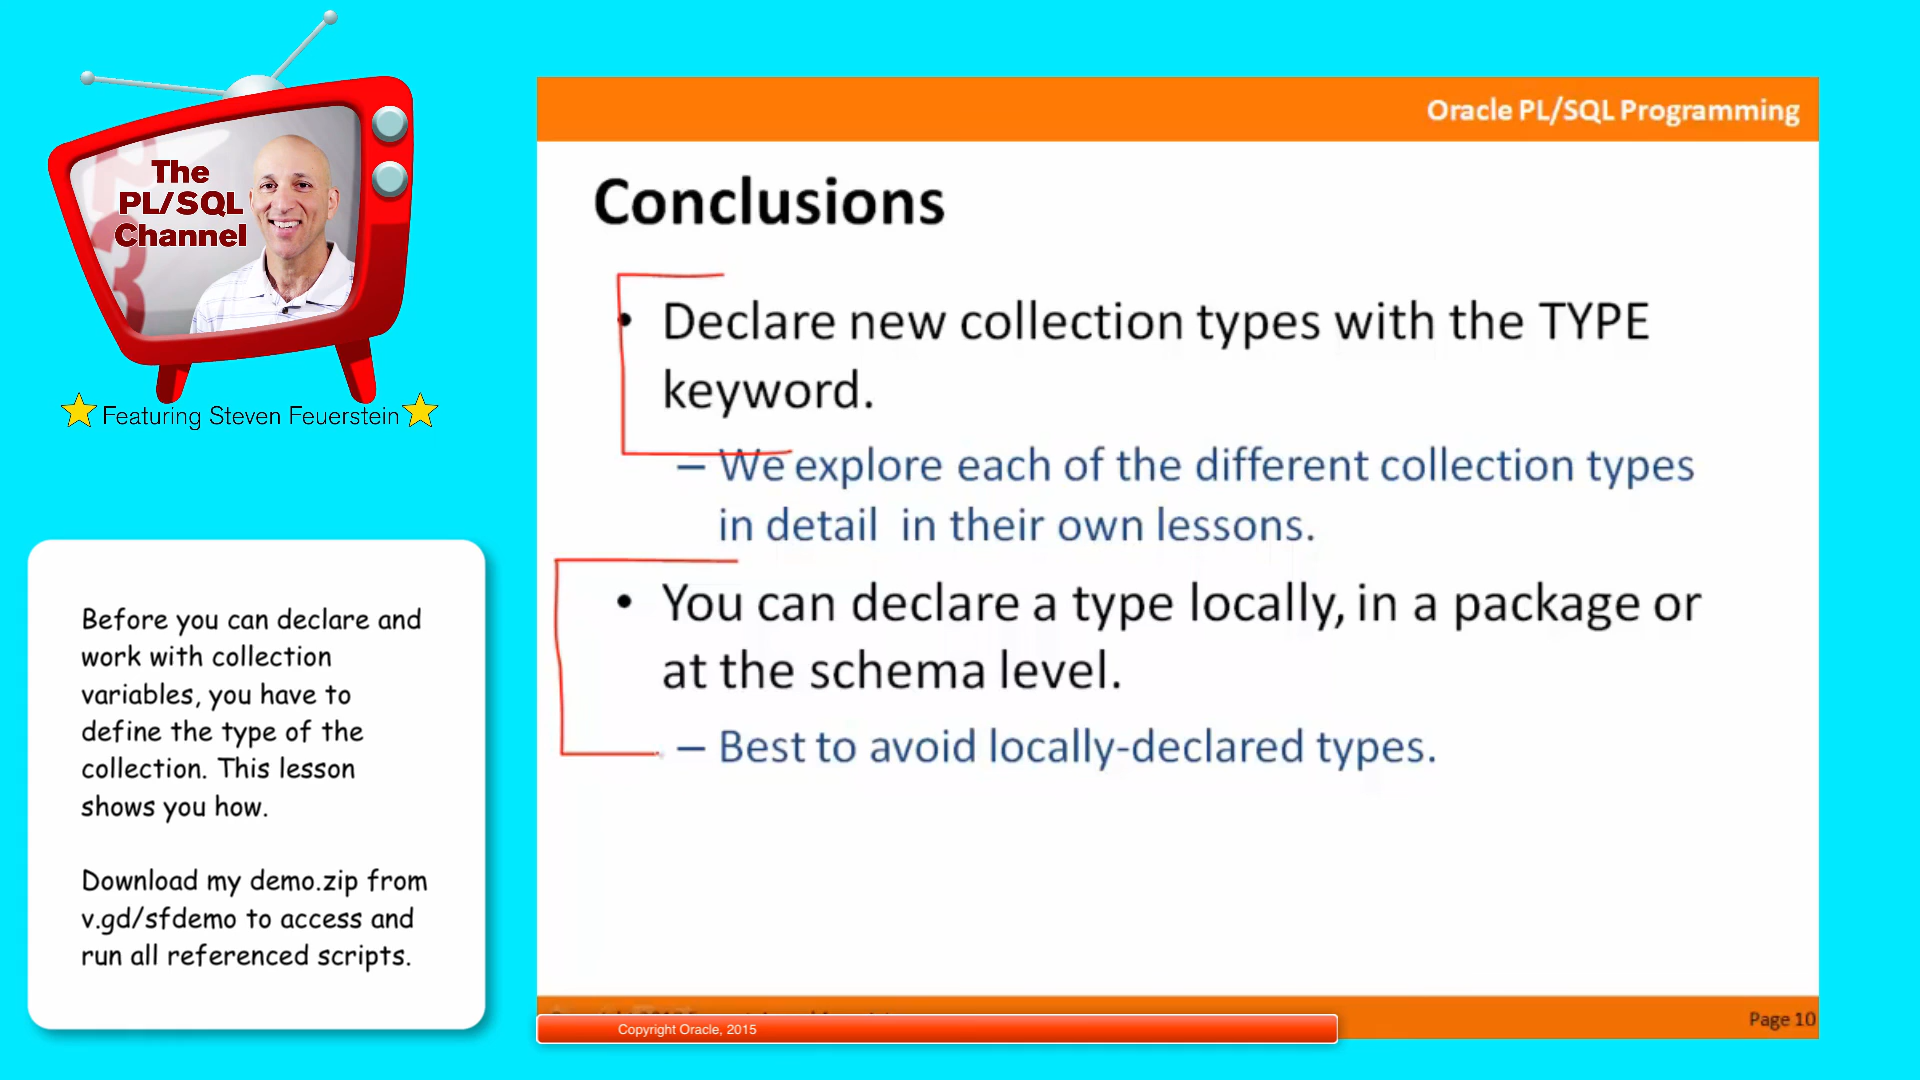 The
PL/SQL
Channel
Featuring Steven Feuerstein
Before you can declare and
work with collection
variables, you have to
define the type of the
collection. This lesson
shows you how.
Download my demo.zip from
v.gd/sfdemo to access and
run all referenced scripts.
Oracle PL/SQL Programming
Conclusions
• Declare new collection types with the TYPE
keyword.
– We explore each of the different collection types
in detail in their own lessons.
• You can declare a type locally, in a package or
at the schema level.
– Best to avoid locally-declared types.
Copyright Oracle, 2015
Page 10